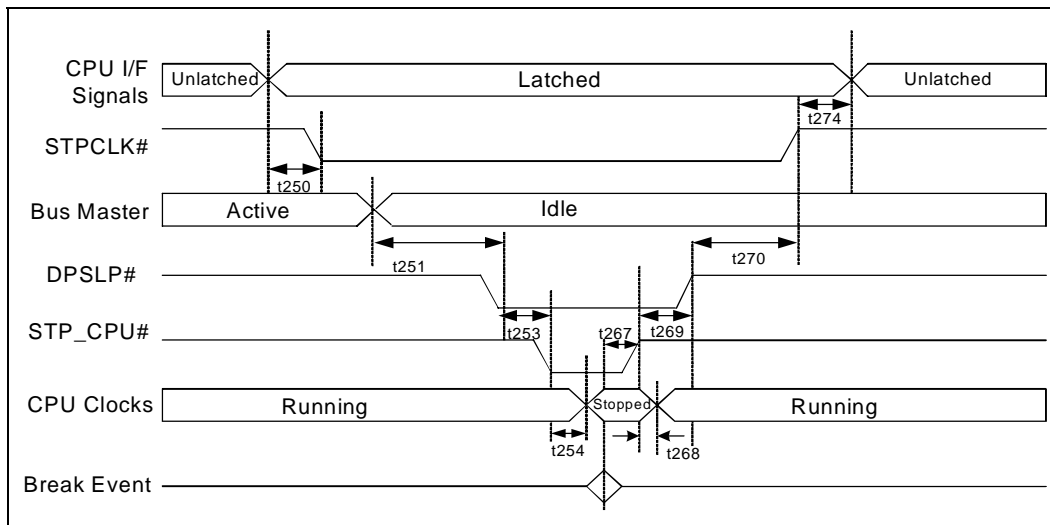 CPU I/F
Signals
Unlatched
Latched
Unlatched
t274
STPCLK#
t250
Bus Master
Active
Idle
t251
t270
DPSLP#
t253
t267
t269
STP_CPU#
CPU Clocks
Running
Stopped
Running
t254
t268
Break Event